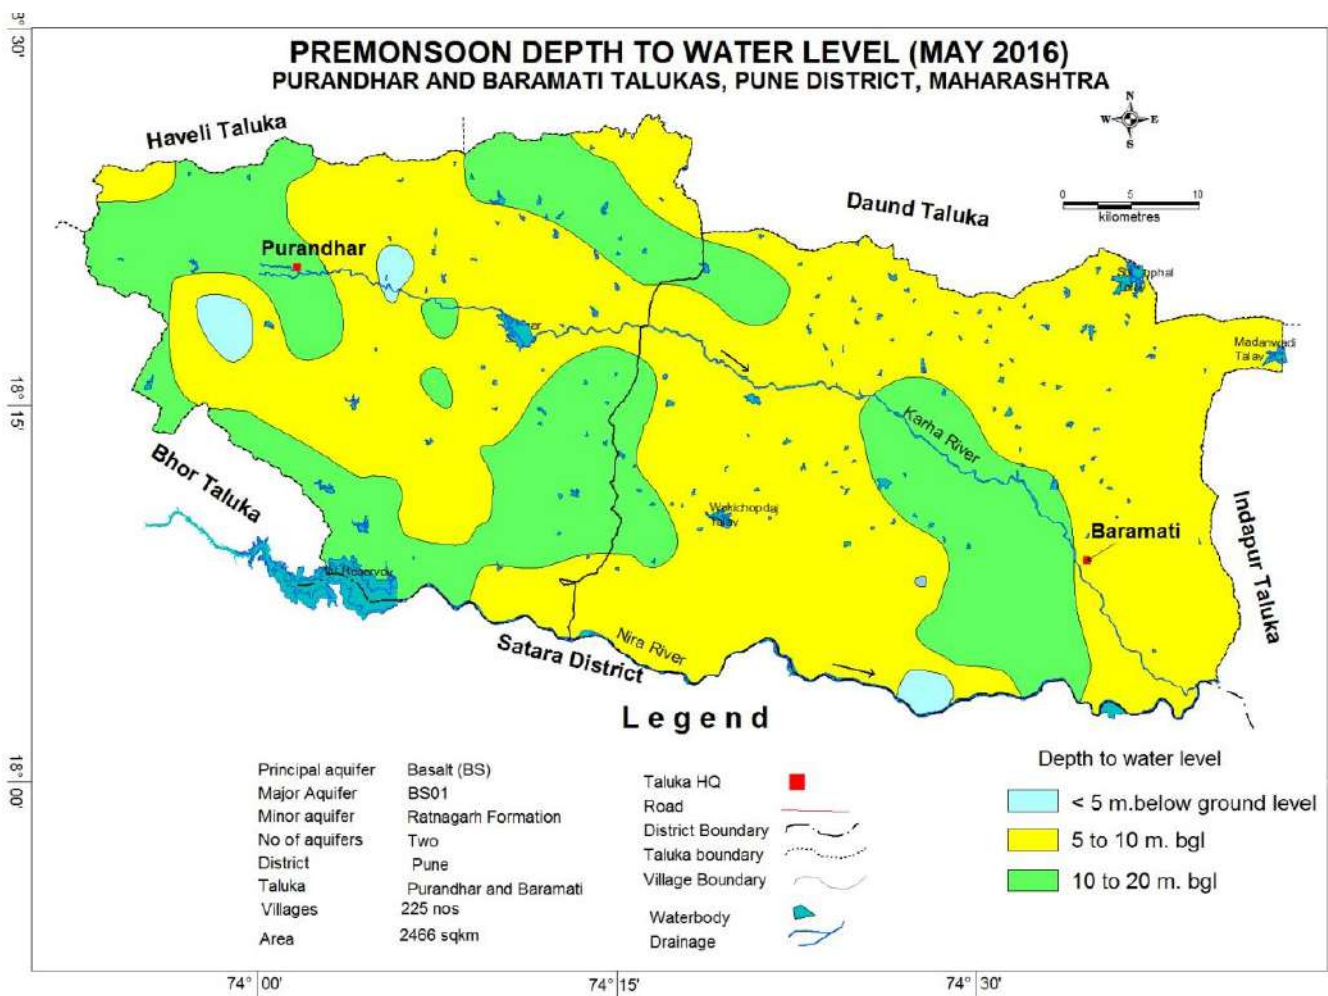 PREMONSOON DEPTH TO WATER LEVEL (MAY 2016)
PURANDHAR AND BARAMATI TALUKAS, PUNE DISTRICT, MAHARASHTRA
30'
N
W E
S
Haveli Taluka
Daund Taluka
0 5 10
kilometres
Purandhar
Talav
Madanwadi
Talav
18° 15'
Karha River
Bhor Taluka
Talav
Indapur Taluka
Baramati
Reservoir
Nira River
Satara District
Legend
Principal aquifer Basalt (BS)
Major Aquifer BS01
Minor aquifer Ratnagarh Formation
No of aquifers Two
District Pune
Taluka Purandhar and Baramati
Villages 225 nos
Area 2466 sqkm
Taluka HQ
Road
District Boundary
Taluka boundary
Village Boundary
Waterbody
Drainage
Depth to water level
< 5 m.below ground level
5 to 10 m. bgl
10 to 20 m. bgl
18° 00'
74° 00' 74° 15' 74° 30'